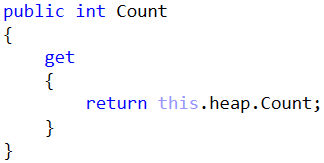 public int Count
{
    get
    {
        return this.heap.Count;
    }
}